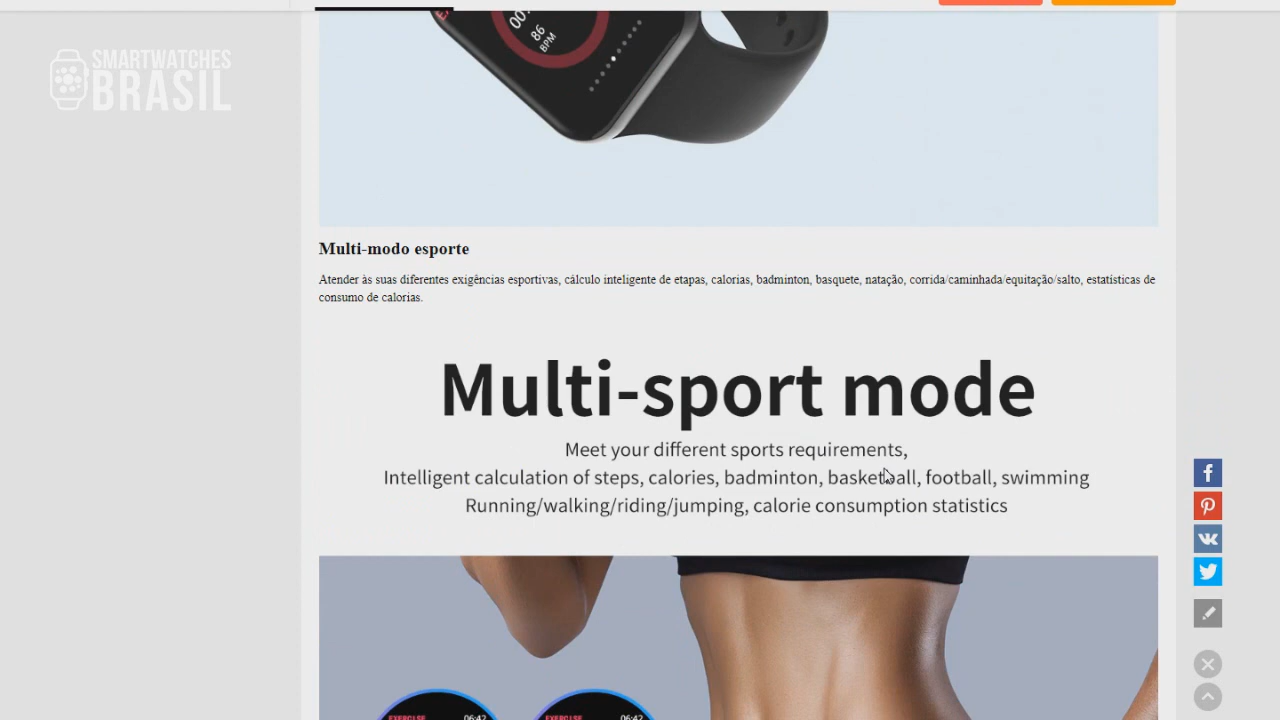 SMARTWATCHES
BRASIL
00:
86
BPM
Multi-modo esporte
Atender às suas diferentes exigências esportivas, cálculo inteligente de etapas, calorias, badminton, basquete, natação, corrida/caminhada/equitação/salto, estatísticas de
consumo de calorias.
Multi-sport mode
Meet your different sports requirements,
Intelligent calculation of steps, calories, badminton, basketball, football, swimming
Running/walking/riding/jumping, calorie consumption statistics
EXERCISE 06:42
EXERCISE 06:42